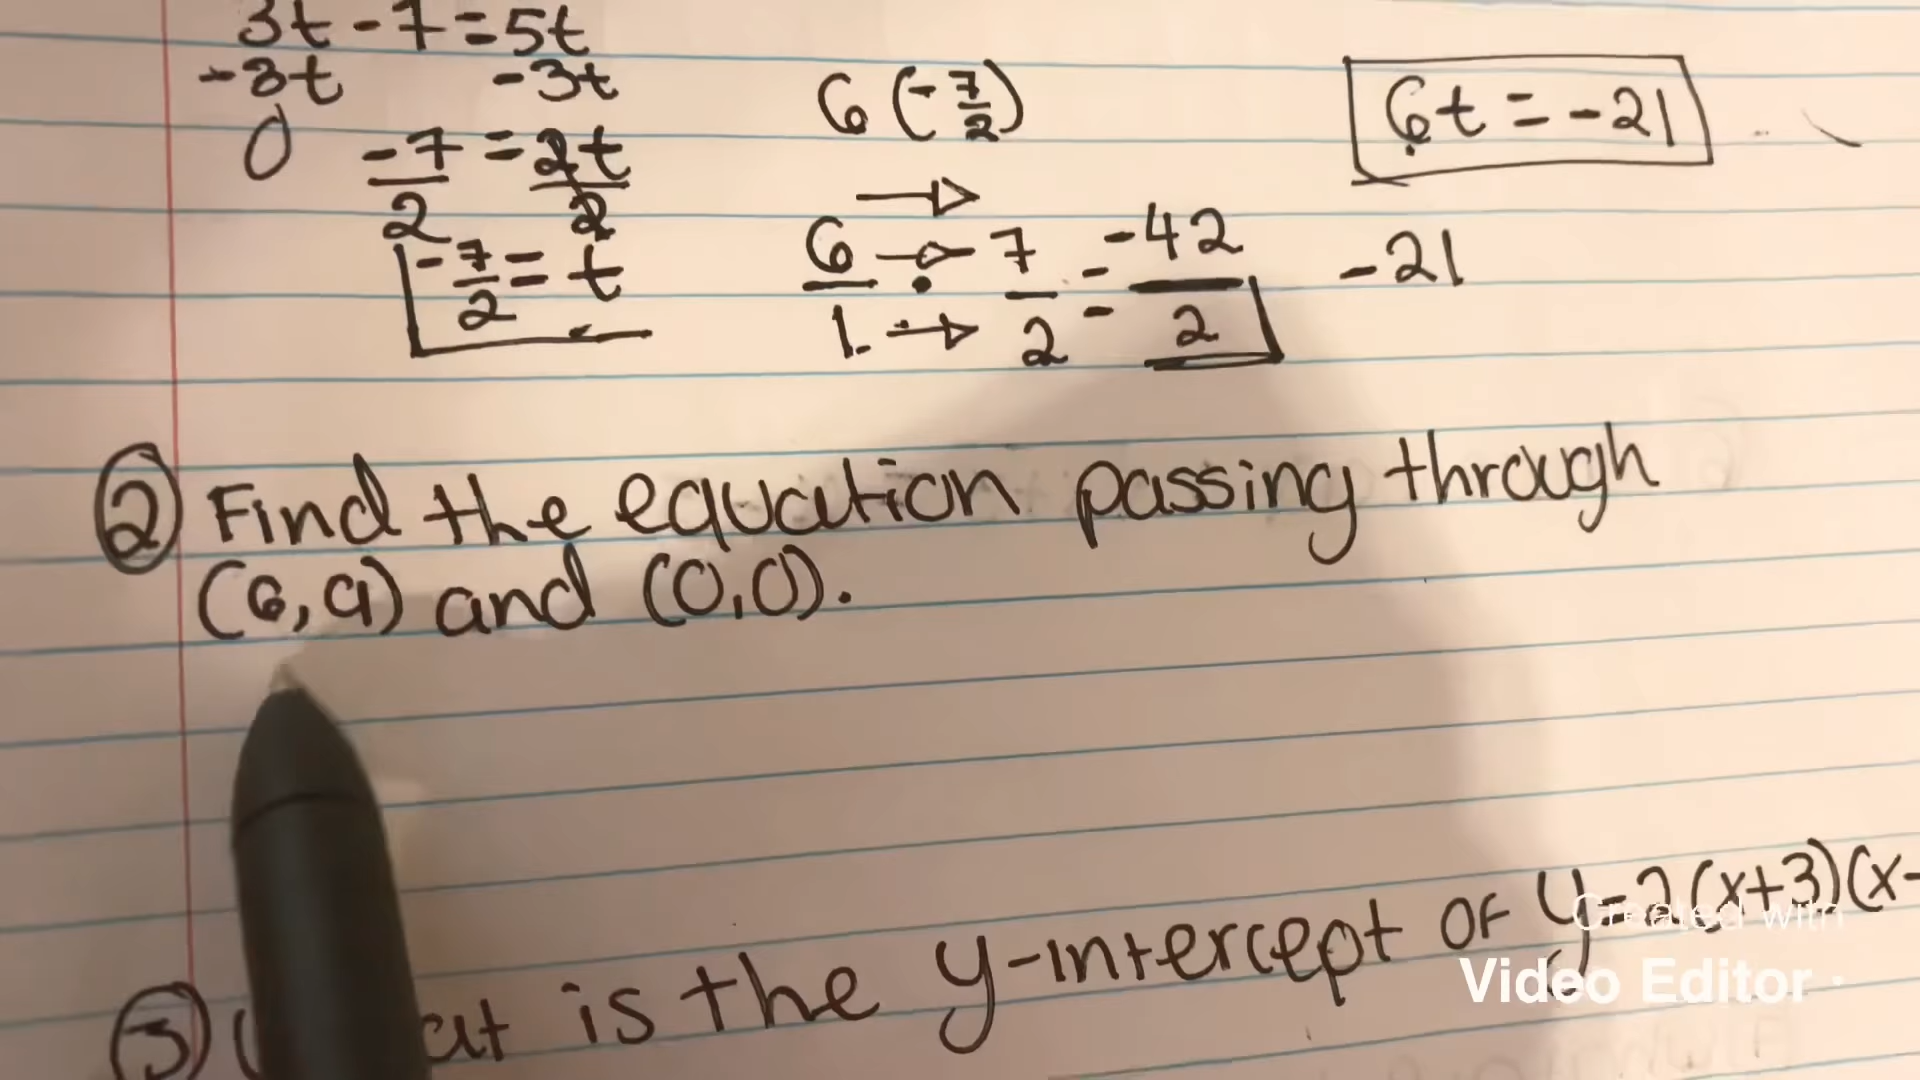 3t - 7 = 5t
-3t -3t
6(-7/2)
6t = -21
0 -7/2 = 2t/2
-7/2 = t
6/1 · 7/2 = -42/2
-21
② Find the equation passing through
(6,9) and (0,0).
③ is the y-intercept of y=2(x+3)(x-
Created with
Video Editor